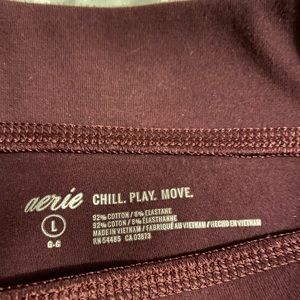 aerie CHILL. PLAY. MOVE.
L
G-G
92% COTTON / 8% ELASTANE
92% COTON / 8% ÉLASTHANNE
MADE IN VIETNAM / FABRIQUÉ AU VIETNAM / HECHO EN VIETNAM
RN 54485 CA 03873